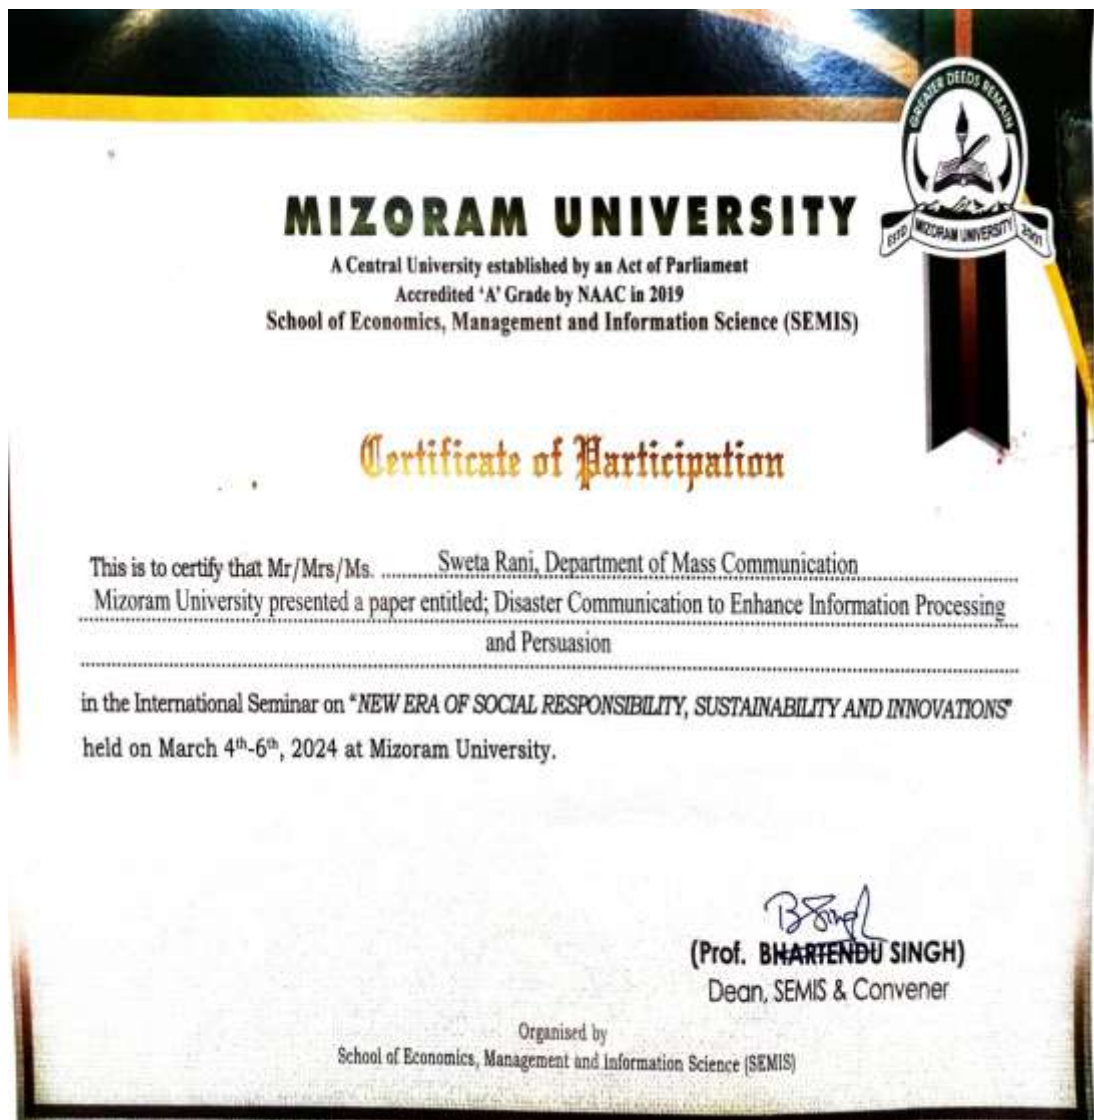 GREATER DEEDS REMAIN
ESTD MIZORAM UNIVERSITY 2001
MIZORAM UNIVERSITY
A Central University established by an Act of Parliament
Accredited ‘A’ Grade by NAAC in 2019
School of Economics, Management and Information Science (SEMIS)
Certificate of Participation
This is to certify that Mr/Mrs/Ms. Sweta Rani, Department of Mass Communication
Mizoram University presented a paper entitled; Disaster Communication to Enhance Information Processing
and Persuasion
in the International Seminar on "NEW ERA OF SOCIAL RESPONSIBILITY, SUSTAINABILITY AND INNOVATIONS"
held on March 4th-6th, 2024 at Mizoram University.
B Singh
(Prof. BHARTENDU SINGH)
Dean, SEMIS & Convener
Organised by
School of Economics, Management and Information Science (SEMIS)